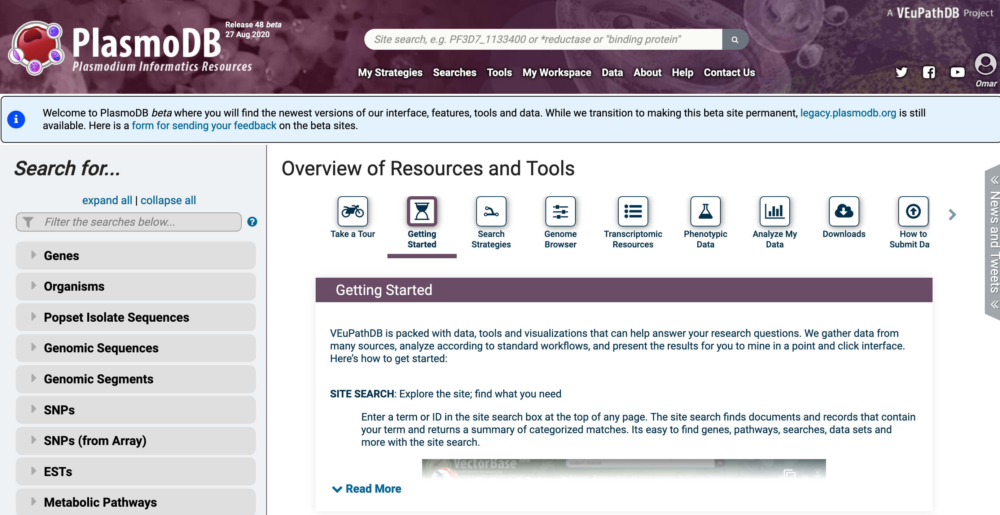 A VEuPathDB Project
Release 48 beta
27 Aug 2020
PlasmoDB
Plasmodium Informatics Resources
Site search, e.g. PF3D7_1133400 or *reductase or "binding protein"
My Strategies Searches Tools My Workspace Data About Help Contact Us
Omar
Welcome to PlasmoDB beta where you will find the newest versions of our interface, features, tools and data. While we transition to making this beta site permanent, legacy.plasmodb.org is still
available. Here is a form for sending your feedback on the beta sites.
Search for...
expand all | collapse all
Filter the searches below...
Genes
Organisms
Popset Isolate Sequences
Genomic Sequences
Genomic Segments
SNPs
SNPs (from Array)
ESTs
Metabolic Pathways
Overview of Resources and Tools
Take a Tour
Getting
Started
Search
Strategies
Genome
Browser
Transcriptomic
Resources
Phenotypic
Data
Analyze My
Data
Downloads
How to
Submit Da
News and Tweets
Getting Started
VEuPathDB is packed with data, tools and visualizations that can help answer your research questions. We gather data from
many sources, analyze according to standard workflows, and present the results for you to mine in a point and click interface.
Here’s how to get started:
SITE SEARCH: Explore the site; find what you need
Enter a term or ID in the site search box at the top of any page. The site search finds documents and records that contain
your term and returns a summary of categorized matches. Its easy to find genes, pathways, searches, data sets and
more with the site search.
VectorBase beta
sodium channel
Read More